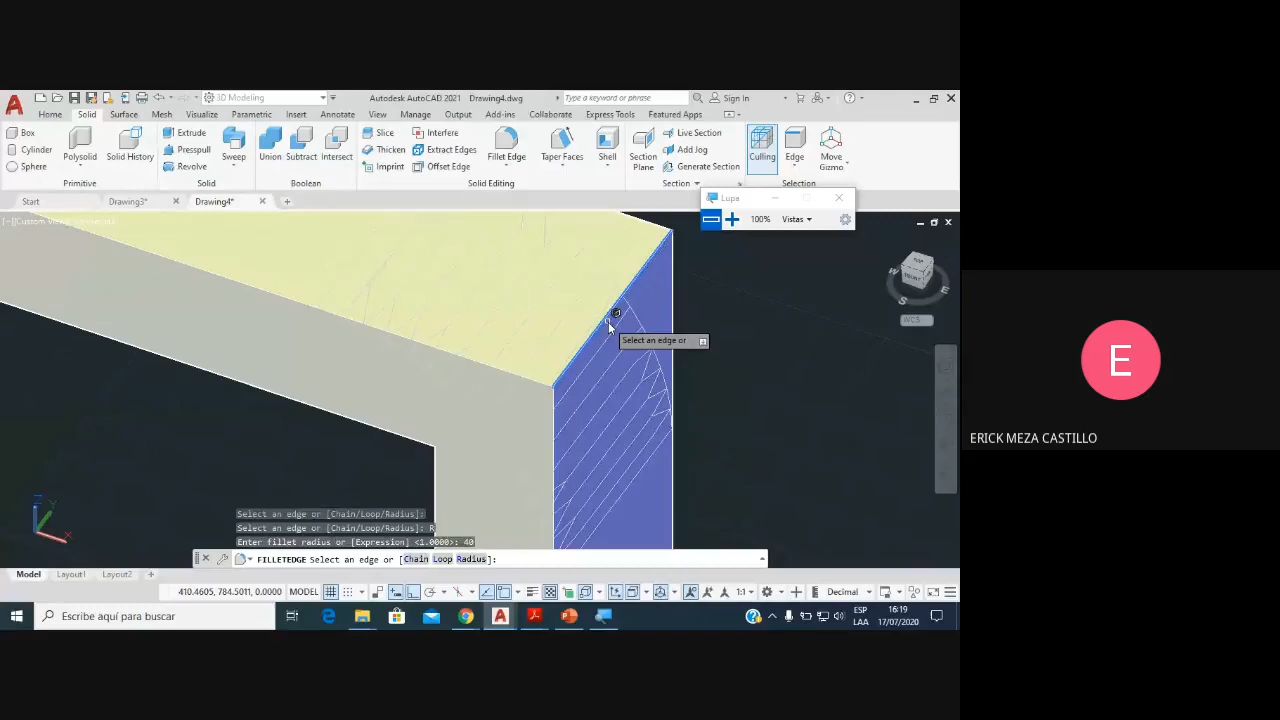 3D Modeling
Autodesk AutoCAD 2021 Drawing4.dwg
Type a keyword or phrase
Sign In
Home Solid Surface Mesh Visualize Parametric Insert Annotate View Manage Output Add-ins Collaborate Express Tools Featured Apps
Box
Cylinder
Sphere
Polysolid
Solid History
Extrude
Presspull
Revolve
Sweep
Union
Subtract
Intersect
Slice
Thicken
Imprint
Interfere
Extract Edges
Offset Edge
Fillet Edge
Taper Faces
Shell
Section
Plane
Live Section
Add Jog
Generate Section
Culling
Edge
Move
Gizmo
Primitive
Solid
Boolean
Solid Editing
Section
Selection
Start Drawing3* Drawing4*
Lupa
100% Vistas
TOP
FRONT
W
S
E
WCS
Select an edge or
Z
Y
X
Select an edge or [Chain/Loop/Radius]:
Select an edge or [Chain/Loop/Radius]: R
Enter fillet radius or [Expression] <1.0000>: 40
FILLETEDGE Select an edge or [Chain Loop Radius]:
Model Layout1 Layout2
410.4605, 784.5011, 0.0000 MODEL
1:1
Decimal
Escribe aquí para buscar
ESP
LAA
16:19
17/07/2020
E
ERICK MEZA CASTILLO